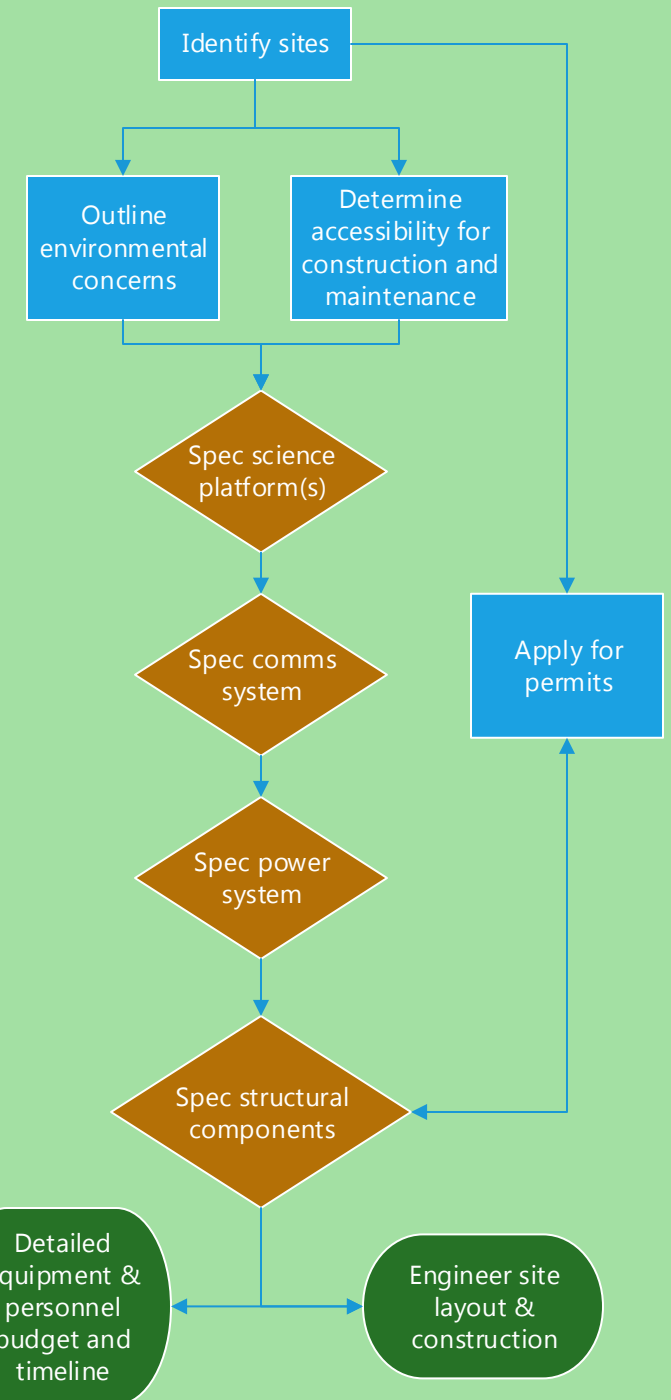 Identify sites
Outline
environmental
concerns
Determine
accessibility for
construction and
maintenance
Spec science
platform(s)
Spec comms
system
Apply for
permits
Spec power
system
Spec structural
components
Detailed
quipment &
personnel
udget and
timeline
Engineer site
layout &
construction